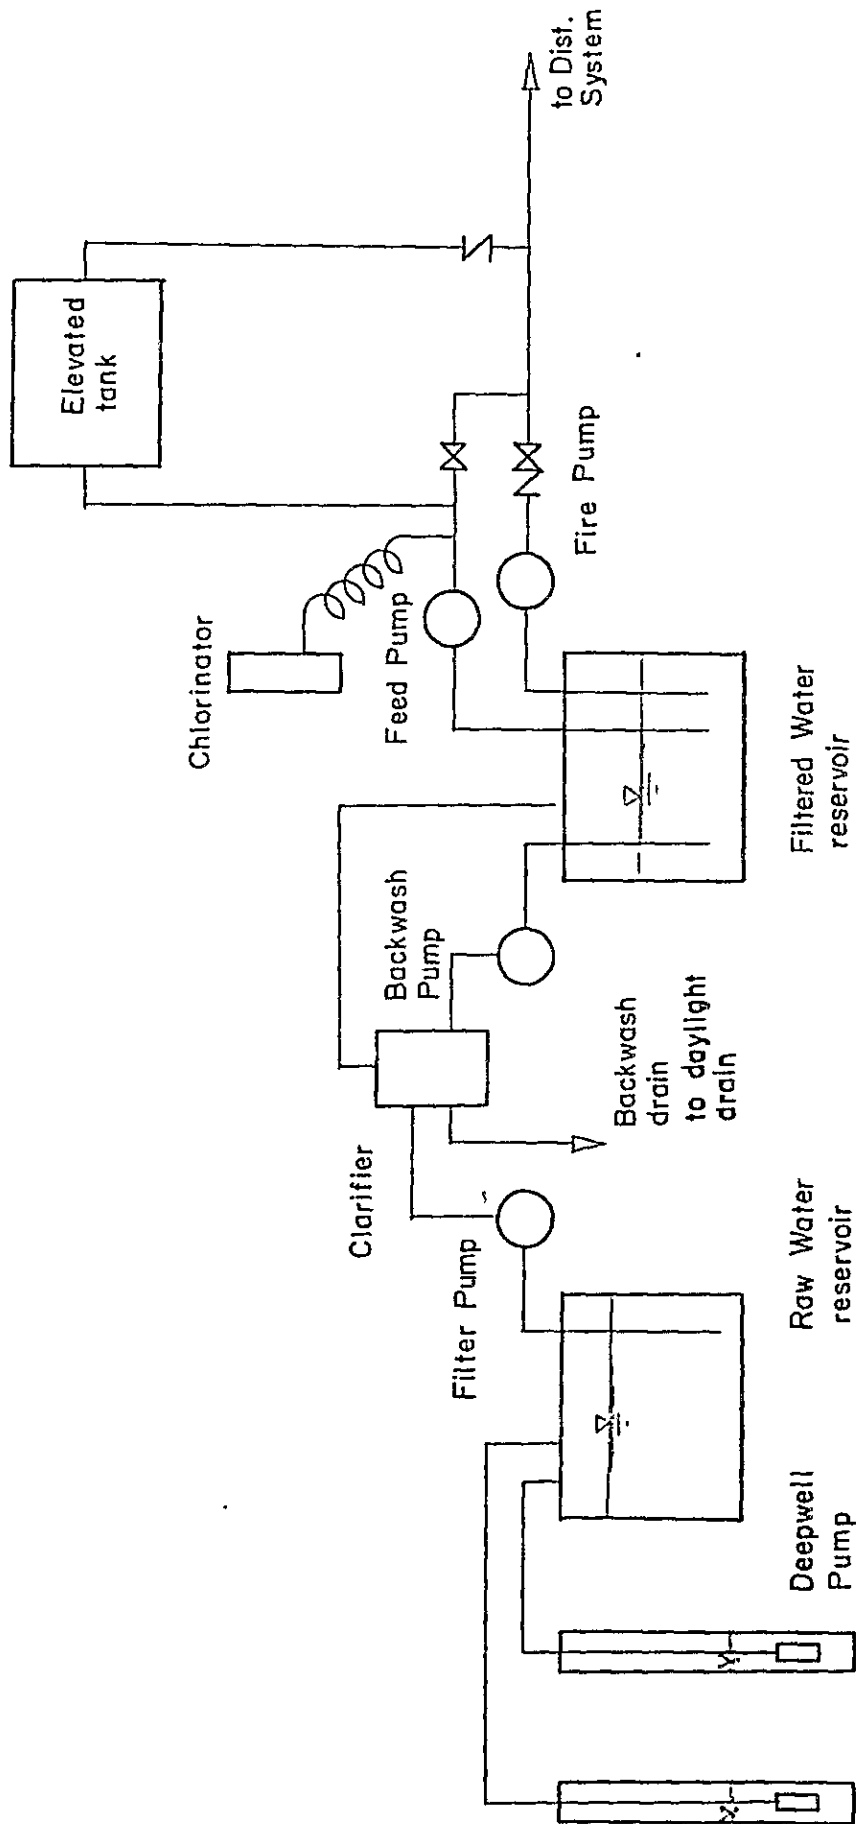 Elevated
tank
to Dist.
System
Chlorinator
Feed Pump
Fire Pump
Backwash
Pump
Clarifier
Filter Pump
Backwash
drain
to daylight
drain
Filtered Water
reservoir
Raw Water
reservoir
Deepwell
Pump